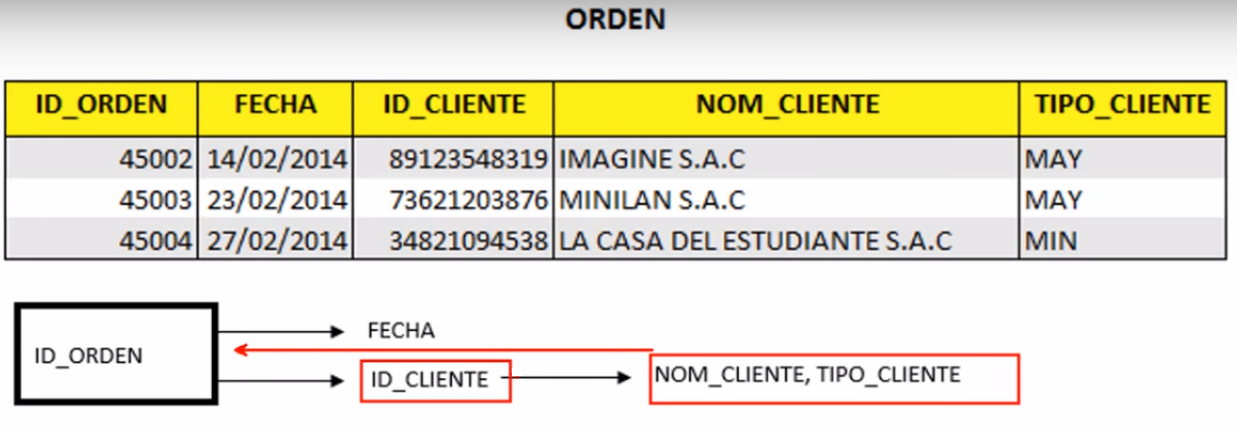 ORDEN
ID_ORDEN FECHA ID_CLIENTE NOM_CLIENTE TIPO_CLIENTE
45002 14/02/2014 89123548319 IMAGINE S.A.C MAY
45003 23/02/2014 73621203876 MINILAN S.A.C MAY
45004 27/02/2014 34821094538 LA CASA DEL ESTUDIANTE S.A.C MIN
FECHA
ID_ORDEN
ID_CLIENTE NOM_CLIENTE, TIPO_CLIENTE